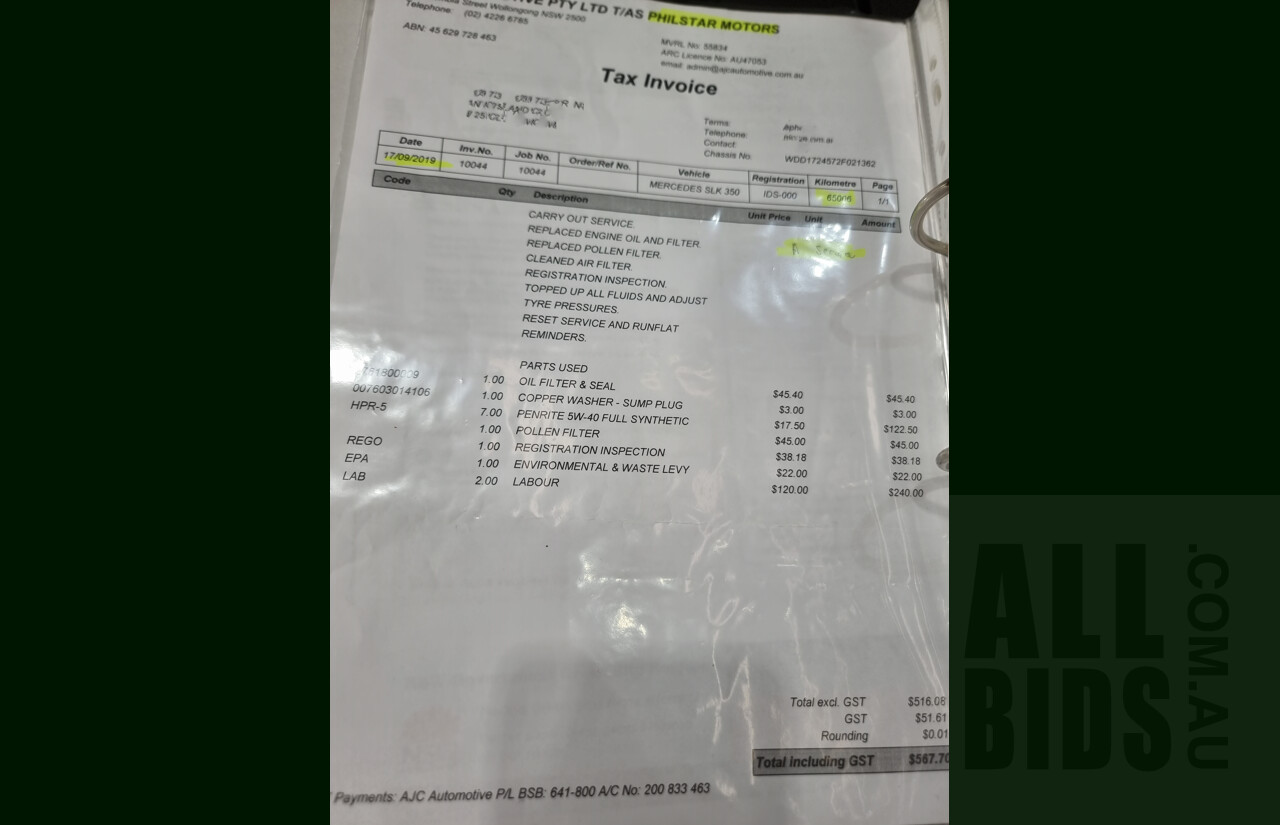 PTY LTD T/AS PHILSTAR MOTORS
Street Wollongong NSW 2500
Telephone: (02) 4226 6785
ABN: 45 629 728 463
MVRL No: 55834
ARC Licence No: AU47053
email: admin@ajcautomotive.com.au
Tax Invoice
Terms:
Telephone:
Contact:
Chassis No: WDD1724572F021362
Date Inv.No. Job No. Order/Ref No. Vehicle Registration Kilometre Page
17/09/2019 10044 10044 MERCEDES SLK 350 IDS-000 1/1
Code Qty Description Unit Price Unit Amount
CARRY OUT SERVICE.
REPLACED ENGINE OIL AND FILTER.
A
REPLACED POLLEN FILTER.
CLEANED AIR FILTER.
REGISTRATION INSPECTION.
TOPPED UP ALL FLUIDS AND ADJUST
TYRE PRESSURES.
RESET SERVICE AND RUNFLAT
REMINDERS.
PARTS USED
1.00 OIL FILTER & SEAL $45.40 $45.40
007603014106 1.00 COPPER WASHER - SUMP PLUG $3.00 $3.00
HPR-5 7.00 PENRITE 5W-40 FULL SYNTHETIC $17.50 $122.50
1.00 POLLEN FILTER $45.00 $45.00
REGO 1.00 REGISTRATION INSPECTION $38.18 $38.18
EPA 1.00 ENVIRONMENTAL & WASTE LEVY $22.00 $22.00
LAB 2.00 LABOUR $120.00 $240.00
Total excl. GST $516.08
GST $51.61
Rounding $0.01
Total including GST $567.70
Payments: AJC Automotive P/L BSB: 641-800 A/C No: 200 833 463
ALL
BIDS
.COM.AU